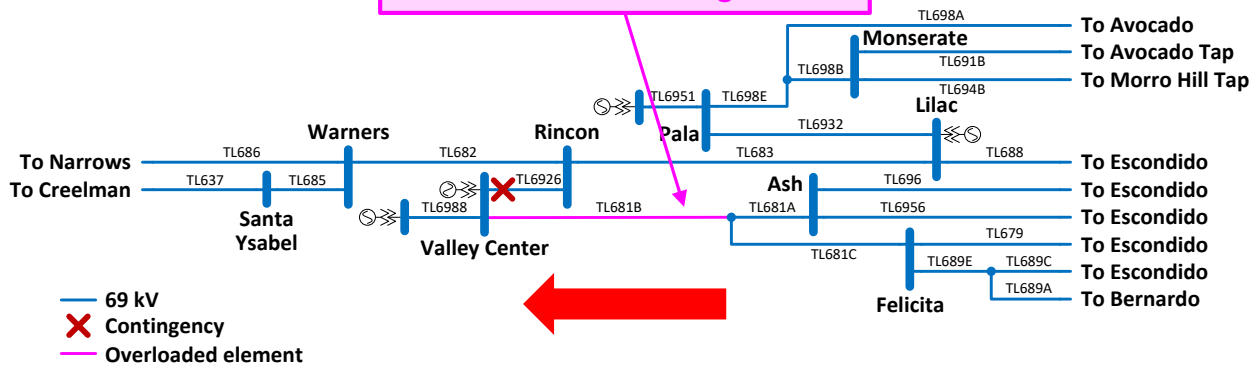 TL698A
To Avocado
Monserate
To Avocado Tap
TL698B
TL691B
To Morro Hill Tap
TL694B
TL6951
TL698E
Lilac
Pala
TL6932
Warners
Rincon
To Narrows
TL686
TL682
TL683
TL688
To Escondido
To Creelman
TL637
TL685
TL6926
Ash
TL696
To Escondido
Santa
Ysabel
TL6988
TL681B
TL681A
TL6956
To Escondido
Valley Center
TL681C
TL679
To Escondido
TL689E
TL689C
To Escondido
Felicita
TL689A
To Bernardo
69 kV
Contingency
Overloaded element